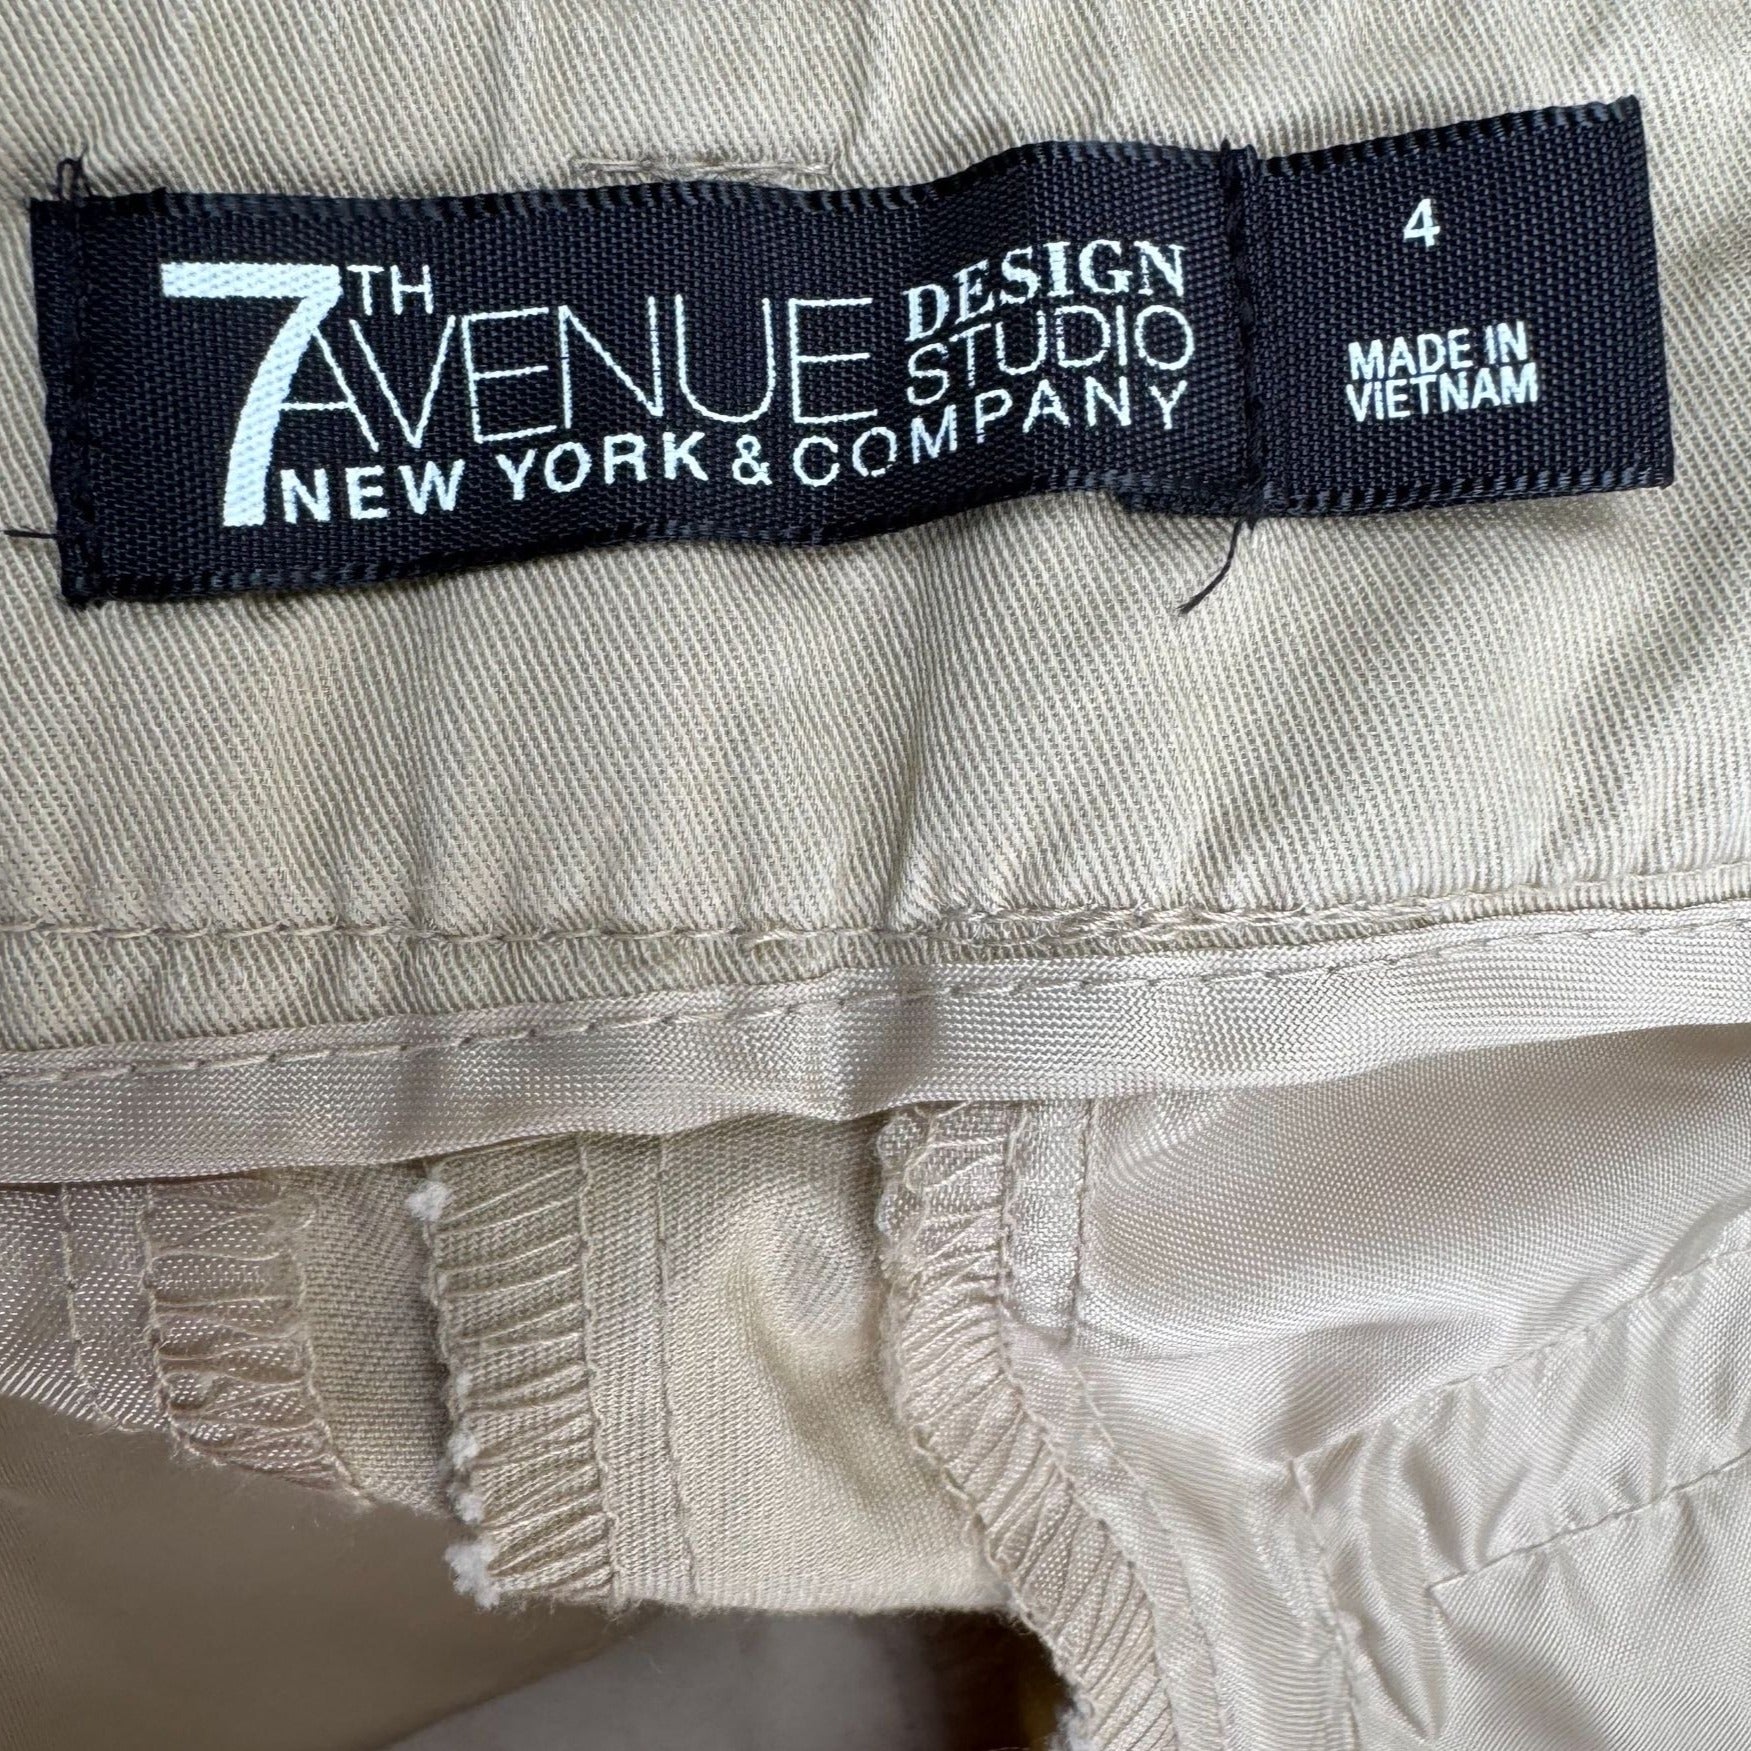 7TH
AVENUE
DESIGN
STUDIO
NEW YORK & COMPANY
4
MADE IN
VIETNAM